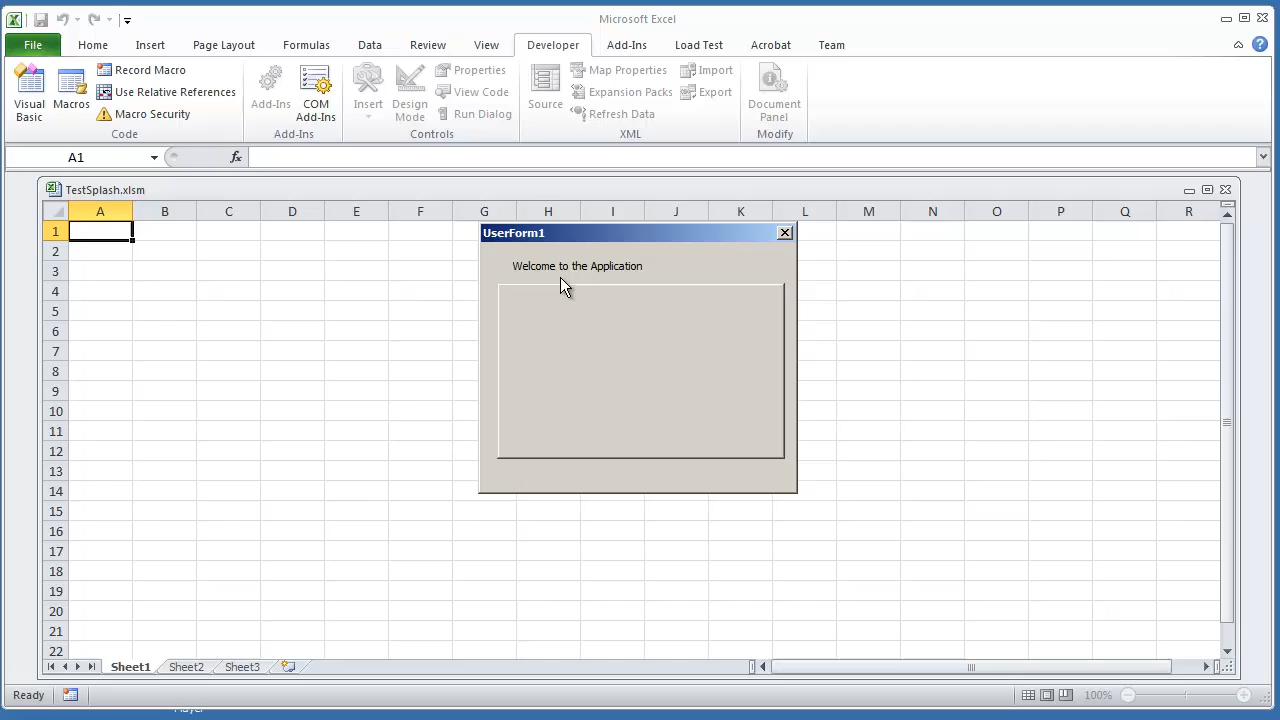 Microsoft Excel
File Home Insert Page Layout Formulas Data Review View Developer Add-Ins Load Test Acrobat Team
Visual Basic
Macros
Record Macro
Use Relative References
Macro Security
Code
Add-Ins
COM Add-Ins
Add-Ins
Insert
Design Mode
Properties
View Code
Run Dialog
Controls
Source
Map Properties
Expansion Packs
Refresh Data
Import
Export
XML
Document Panel
Modify
A1
fx
TestSplash.xlsm
A B C D E F G H I J K L M N O P Q R
1
2
3
4
5
6
7
8
9
10
11
12
13
14
15
16
17
18
19
20
21
22
UserForm1
Welcome to the Application
Sheet1 Sheet2 Sheet3
Ready
100%